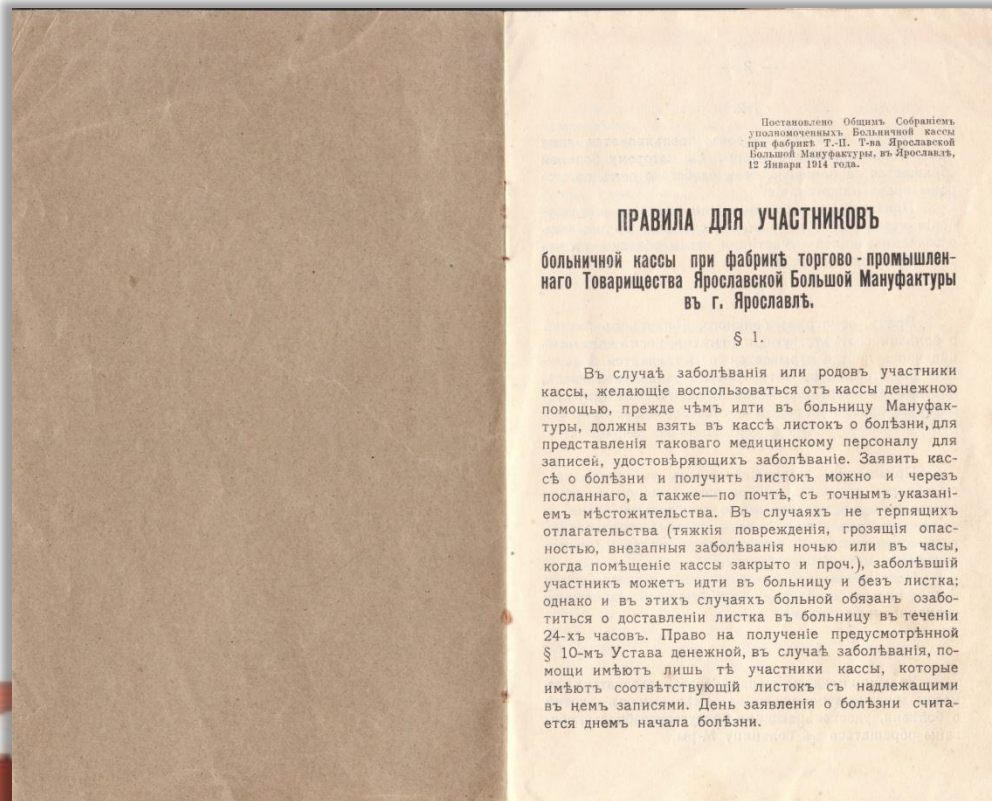 Постановлено Общимъ Собраніемъ
уполномоченныхъ Больничной кассы
при фабрикѣ Т.-П. Т-ва Ярославской
Большой Мануфактуры, въ Ярославлѣ,
12 Января 1914 года.
ПРАВИЛА ДЛЯ УЧАСТНИКОВЪ
больничной кассы при фабрикѣ торгово-промышлен-
наго Товарищества Ярославской Большой Мануфактуры
въ г. Ярославлѣ.
§ 1.
Въ случаѣ заболѣванія или родовъ участники
кассы, желающіе воспользоваться отъ кассы денежною
помощью, прежде чѣмъ идти въ больницу Мануфак-
туры, должны взять въ кассѣ листокъ о болѣзни, для
представленія таковаго медицинскому персоналу для
записей, удостовѣряющихъ заболѣваніе. Заявить кас-
сѣ о болѣзни и получить листокъ можно и черезъ
посланнаго, а также—по почтѣ, съ точнымъ указані-
емъ мѣстожительства. Въ случаяхъ не терпящихъ
отлагательства (тяжкія поврежденія, грозящія опас-
ностью, внезапныя заболѣванія ночью или въ часы,
когда помѣщеніе кассы закрыто и проч.), заболѣвшій
участникъ можетъ идти въ больницу и безъ листка;
однако и въ этихъ случаяхъ больной обязанъ озабо-
титься о доставленіи листка въ больницу въ теченіи
24-хъ часовъ. Право на полученіе предусмотрѣнной
§ 10-мъ Устава денежной, въ случаѣ заболѣванія, по-
мощи имѣютъ лишь тѣ участники кассы, которые
имѣютъ соотвѣтствующій листокъ съ надлежащими
въ немъ записями. День заявленія о болѣзни счита-
ется днемъ начала болѣзни.